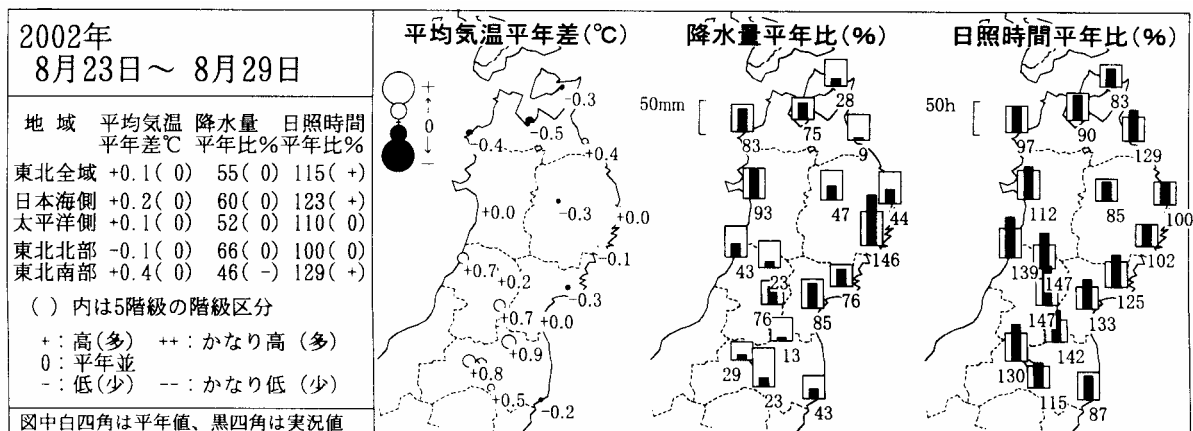 2002年
8月23日～ 8月29日
地 域 平均気温 降水量 日照時間
平年差℃ 平年比% 平年比%
東北全域 +0.1( 0) 55( 0) 115( +)
日本海側 +0.2( 0) 60( 0) 123( +)
太平洋側 +0.1( 0) 52( 0) 110( 0)
東北北部 -0.1( 0) 66( 0) 100( 0)
東北南部 +0.4( 0) 46( -) 129( +)
( ) 内は5階級の階級区分
+：高(多) ++：かなり高 (多)
0：平年並
-：低(少) --：かなり低 (少)
図中白四角は平年値、黒四角は実況値
平均気温平年差(℃)
+
↑
0
↓
-
-0.3
-0.5
-0.4
+0.4
-0.3
+0.0
+0.0
-0.1
+0.7
+0.2
-0.3
+0.7
+0.0
+0.9
+0.8
+0.5
-0.2
降水量平年比(%)
50mm
28
75
83
9
93
47
44
146
43
23
76
76
85
13
29
23
43
日照時間平年比(%)
50h
83
90
97
129
112
85
100
102
139
147
125
147
133
142
130
115
87